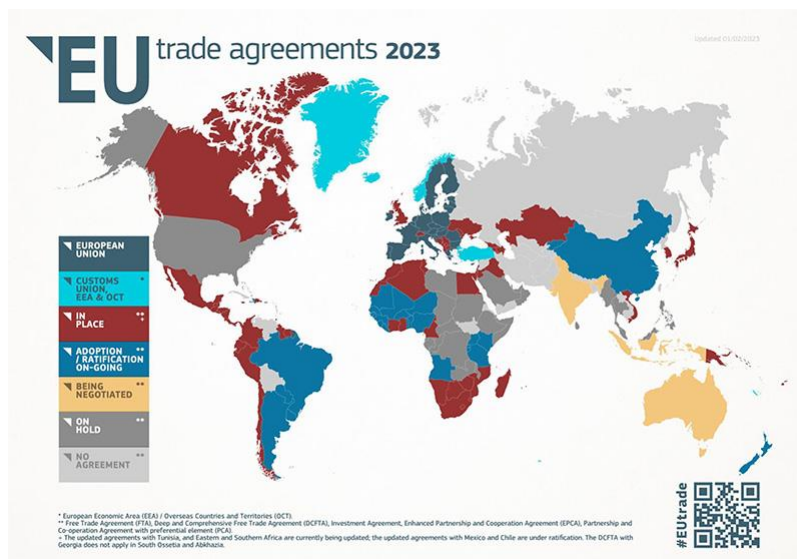 EU trade agreements 2023
Updated 01/02/2023
EUROPEAN
UNION
CUSTOMS *
UNION,
EEA & OCT
IN **
PLACE +
ADOPTION **
/ RATIFICATION
ON-GOING
BEING **
NEGOTIATED
ON **
HOLD
NO **
AGREEMENT
#EUtrade
* European Economic Area (EEA) / Overseas Countries and Territories (OCT).
** Free Trade Agreement (FTA), Deep and Comprehensive Free Trade Agreement (DCFTA), Investment Agreement, Enhanced Partnership and Cooperation Agreement (EPCA), Partnership and
Co-operation Agreement with preferential element (PCA).
+ The updated agreements with Tunisia, and Eastern and Southern Africa are currently being updated; the updated agreements with Mexico and Chile are under ratification. The DCFTA with
Georgia does not apply in South Ossetia and Abkhazia.